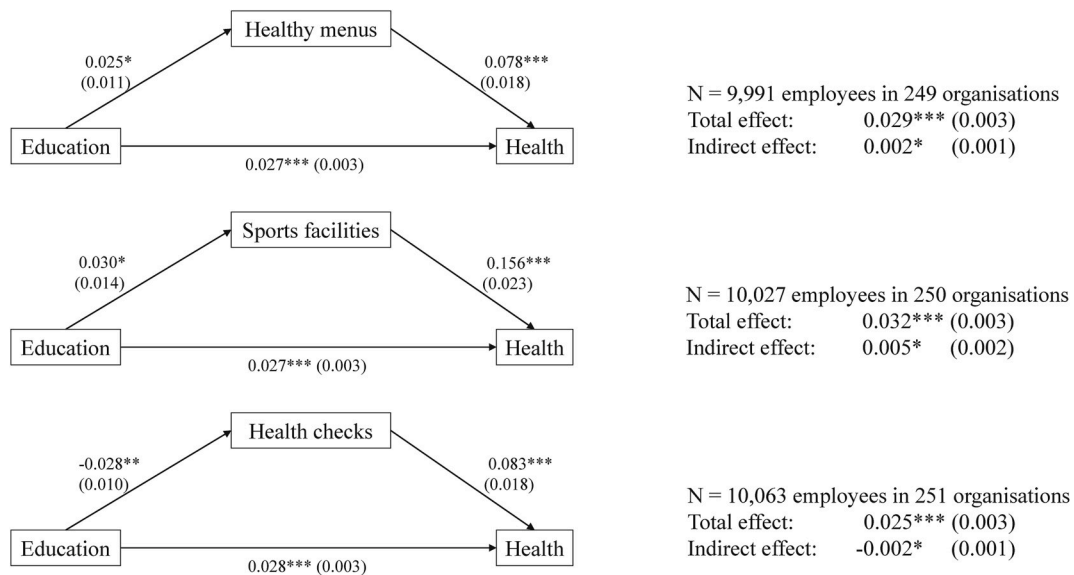 Healthy menus
0.025*
(0.011)
0.078***
(0.018)
Education
Health
0.027*** (0.003)
N = 9,991 employees in 249 organisations
Total effect: 0.029*** (0.003)
Indirect effect: 0.002* (0.001)
Sports facilities
0.030*
(0.014)
0.156***
(0.023)
Education
Health
0.027*** (0.003)
N = 10,027 employees in 250 organisations
Total effect: 0.032*** (0.003)
Indirect effect: 0.005* (0.002)
Health checks
-0.028**
(0.010)
0.083***
(0.018)
Education
Health
0.028*** (0.003)
N = 10,063 employees in 251 organisations
Total effect: 0.025*** (0.003)
Indirect effect: -0.002* (0.001)